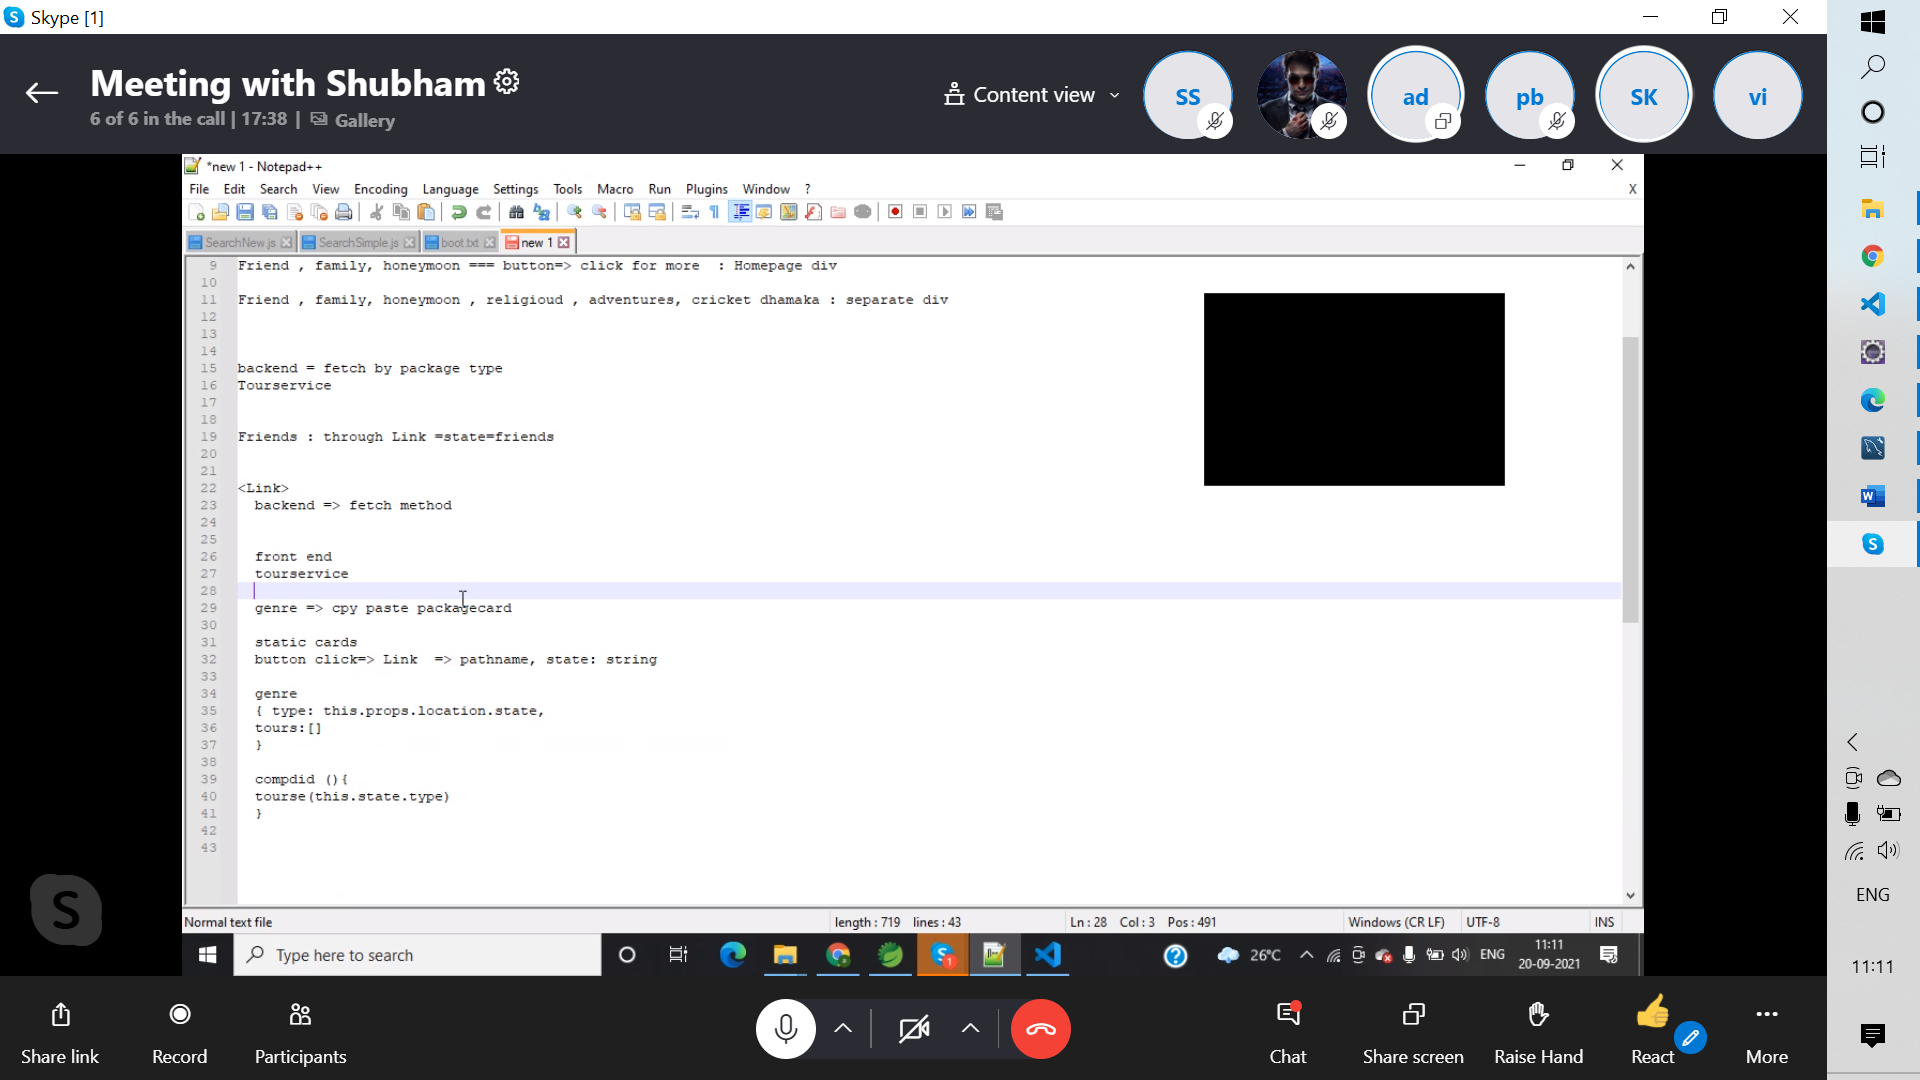 Skype [1]
Meeting with Shubham
6 of 6 in the call | 17:38 | Gallery
Content view
SS
ad
pb
SK
vi
*new 1 - Notepad++
File Edit Search View Encoding Language Settings Tools Macro Run Plugins Window ?
X
SearchNew.js
SearchSimple.js
boot.txt
new 1
9 Friend , family, honeymoon === button=> click for more : Homepage div
10
11 Friend , family, honeymoon , religioud , adventures, cricket dhamaka : separate div
12
13
14
15 backend = fetch by package type
16 Tourservice
17
18
19 Friends : through Link =state=friends
20
21
22 <Link>
23 backend => fetch method
24
25
26 front end
27 tourservice
28
29 genre => cpy paste packagecard
30
31 static cards
32 button click=> Link => pathname, state: string
33
34 genre
35 { type: this.props.location.state,
36 tours:[]
37 }
38
39 compdid (){
40 tourse(this.state.type)
41 }
42
43
Normal text file
length : 719 lines : 43
Ln : 28 Col : 3 Pos : 491
Windows (CR LF)
UTF-8
INS
Type here to search
1
26°C
ENG
11:11
20-09-2021
S
Share link
Record
Participants
Chat
Share screen
Raise Hand
React
More
ENG
11:11